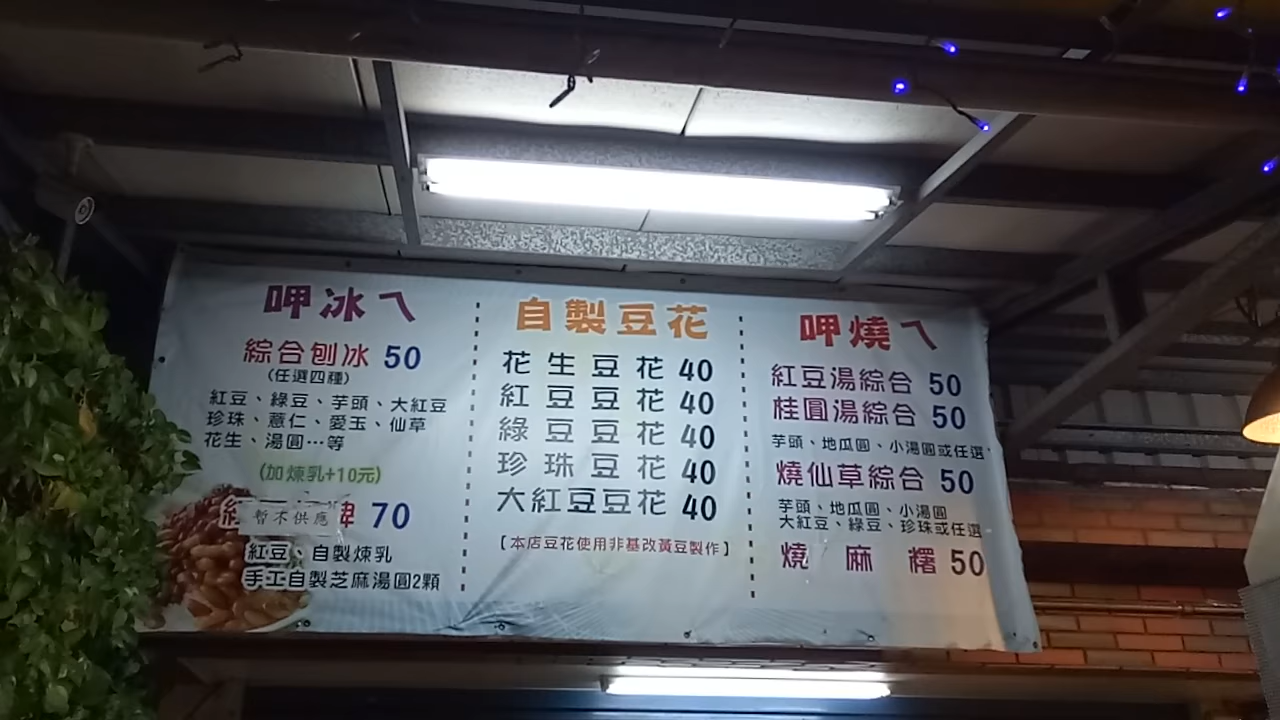 呷冰ㄟ
綜合刨冰 50
(任選四種)
紅豆、綠豆、芋頭、大紅豆
珍珠、薏仁、愛玉、仙草
花生、湯圓…等
(加煉乳+10元)
暫不供應 70
紅豆、自製煉乳
手工自製芝麻湯圓2顆
自製豆花
花生豆花 40
紅豆豆花 40
綠豆豆花 40
珍珠豆花 40
大紅豆豆花 40
【本店豆花使用非基改黃豆製作】
呷燒ㄟ
紅豆湯綜合 50
桂圓湯綜合 50
芋頭、地瓜圓、小湯圓或任選
燒仙草綜合 50
芋頭、地瓜圓、小湯圓
大紅豆、綠豆、珍珠或任選
燒麻糬 50